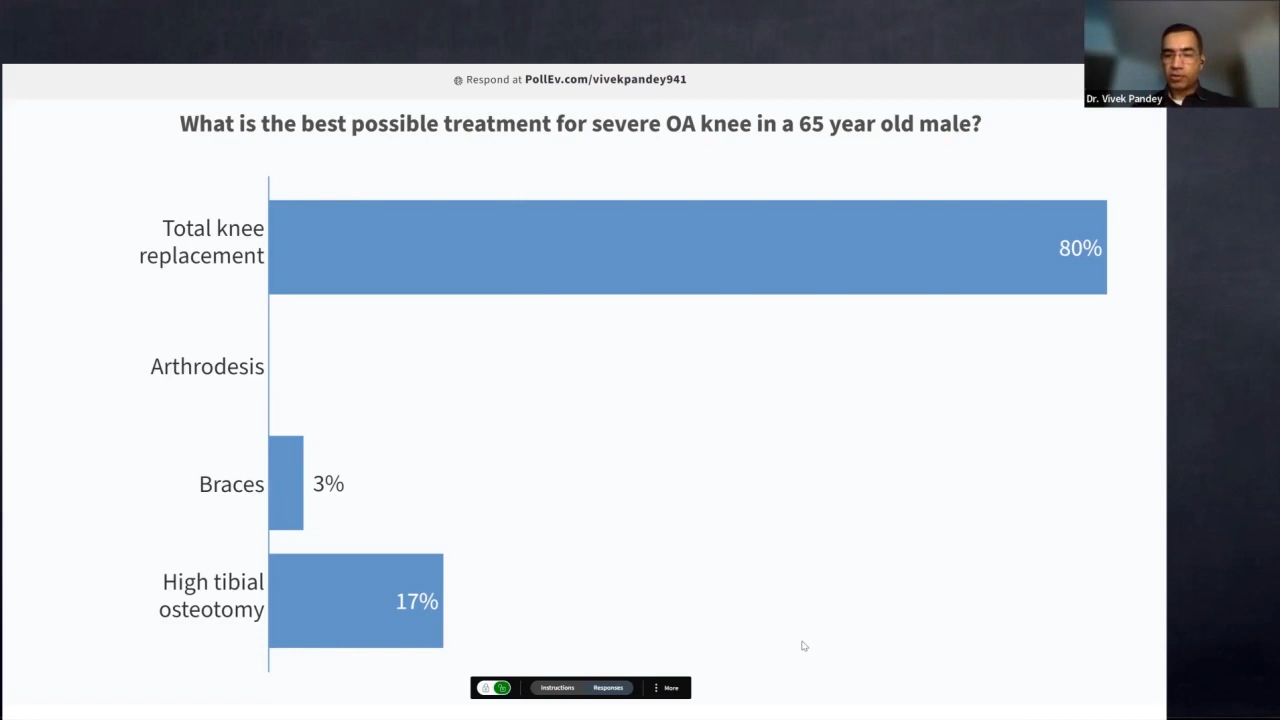 Respond at PollEv.com/vivekpandey941
Dr. Vivek Pandey
What is the best possible treatment for severe OA knee in a 65 year old male?
Total knee
replacement
80%
Arthrodesis
Braces
3%
High tibial
osteotomy
17%
Instructions
Responses
More